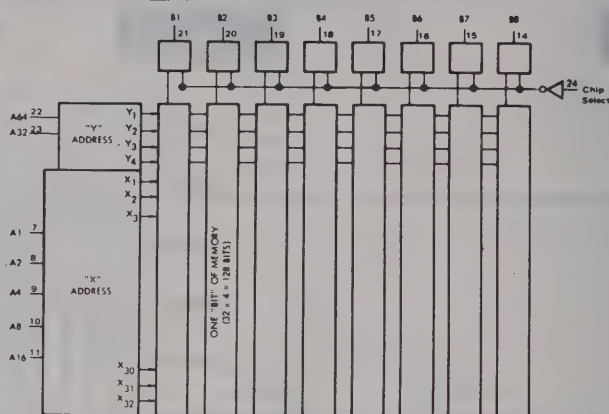 B1 B2 B3 B4 B5 B6 B7 B8
21 20 19 18 17 16 15 14
24 Chip Select
A64 22
A32 23
"Y" ADDRESS
Y1
Y2
Y3
Y4
X1
X2
X3
A1 7
A2 8
A4 9
A8 10
A16 11
"X" ADDRESS
ONE "BIT" OF MEMORY
(32 x 4 = 128 BITS)
X30
X31
X32